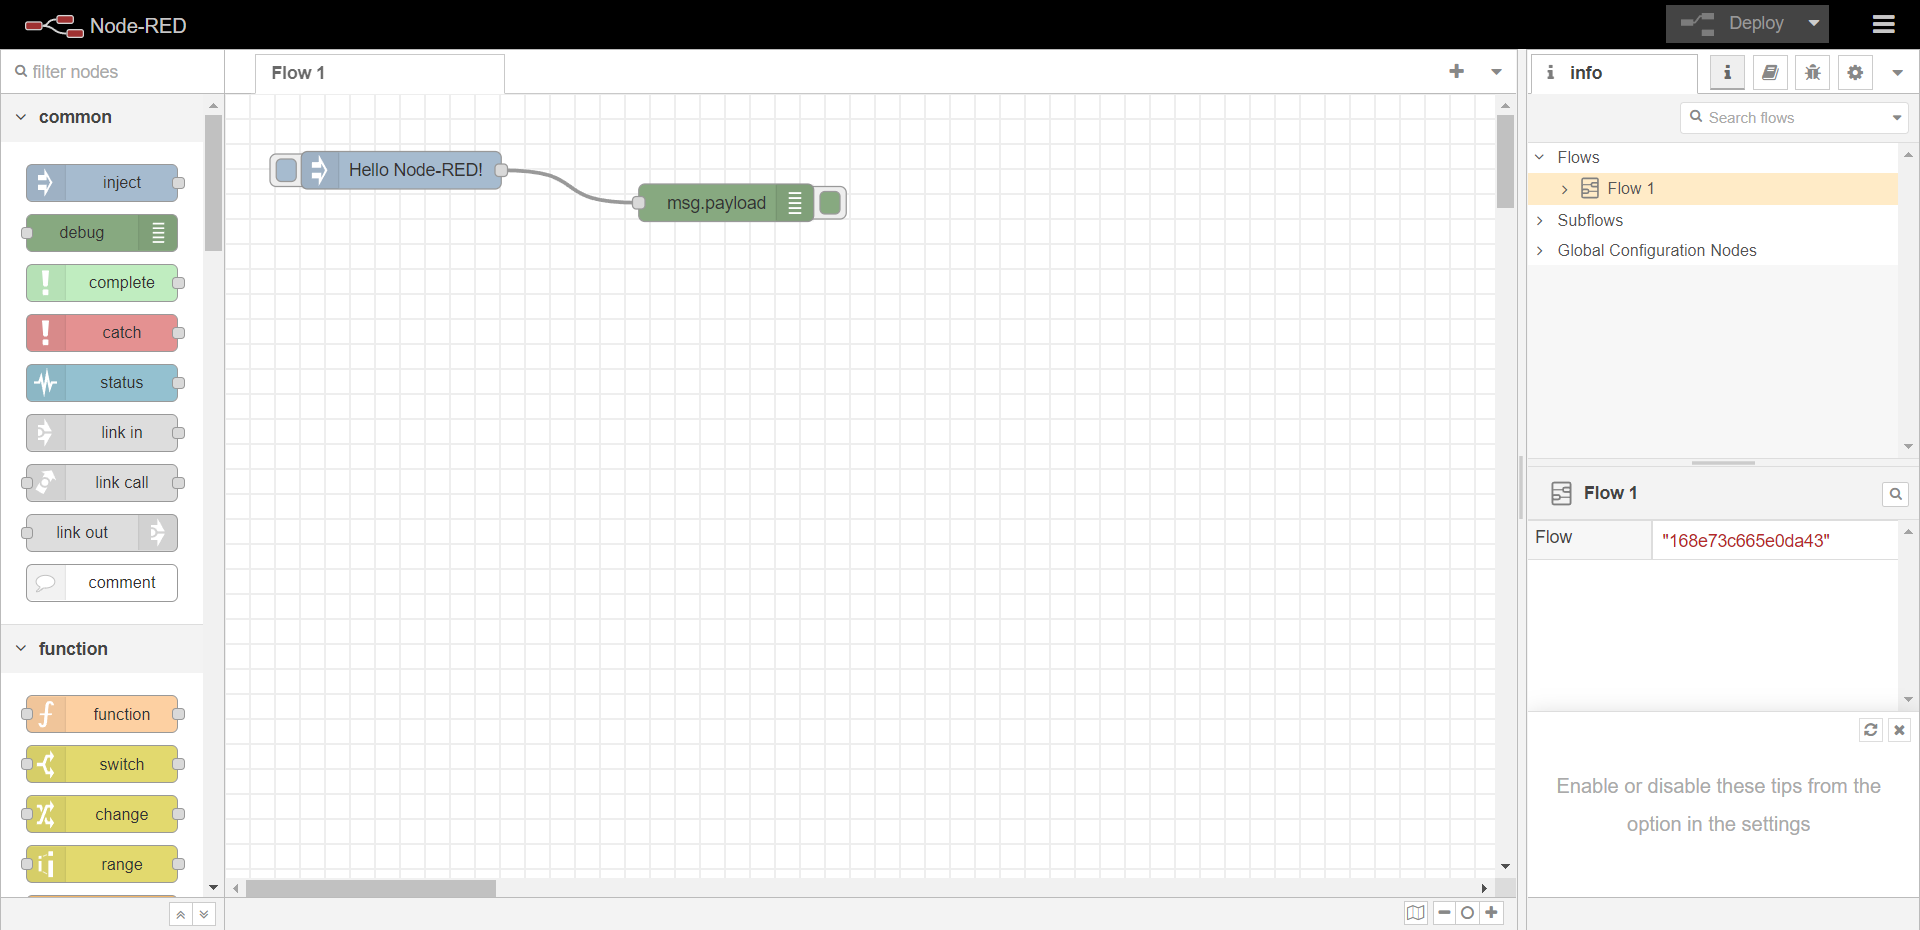 Node-RED
Deploy
filter nodes
Flow 1
info
common
Search flows
inject
debug
complete
catch
status
link in
link call
link out
comment
function
function
switch
change
range
Hello Node-RED!
msg.payload
Flows
Flow 1
Subflows
Global Configuration Nodes
Flow 1
Flow
"168e73c665e0da43"
Enable or disable these tips from the
option in the settings